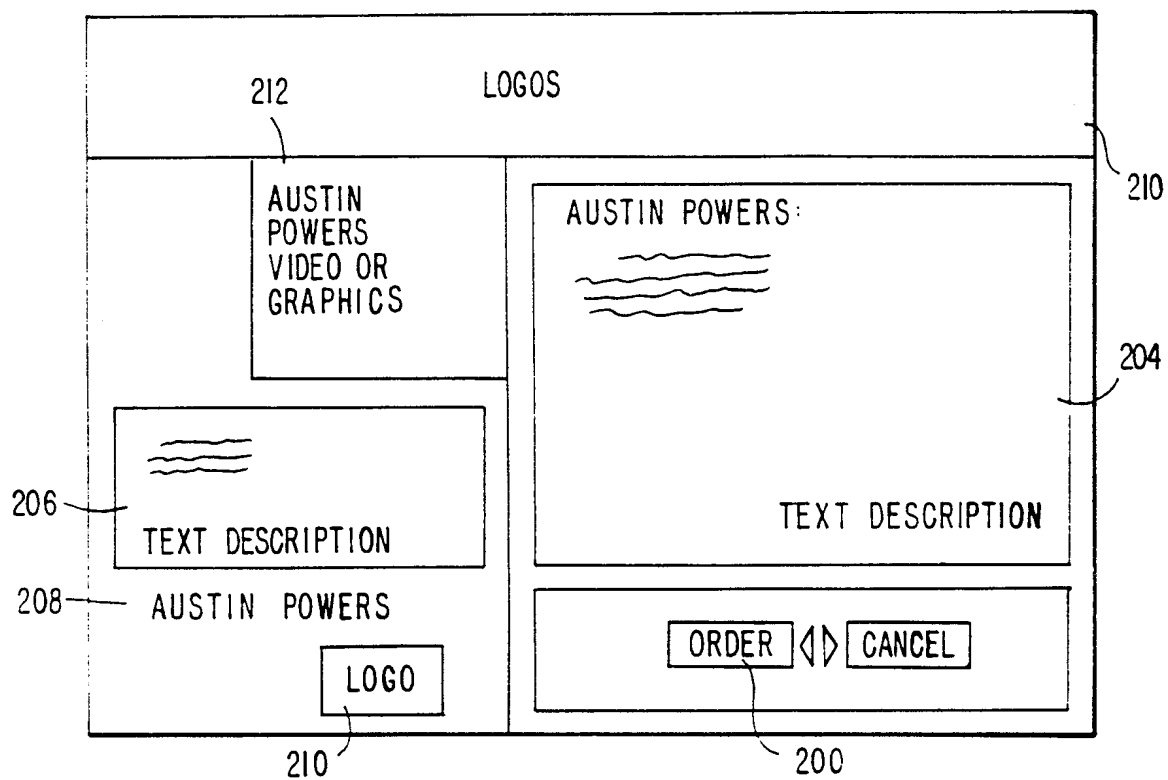 LOGOS
212
210
AUSTIN
POWERS
VIDEO OR
GRAPHICS
AUSTIN POWERS:
204
TEXT DESCRIPTION
206
TEXT DESCRIPTION
208
AUSTIN POWERS
ORDER
CANCEL
LOGO
210
200